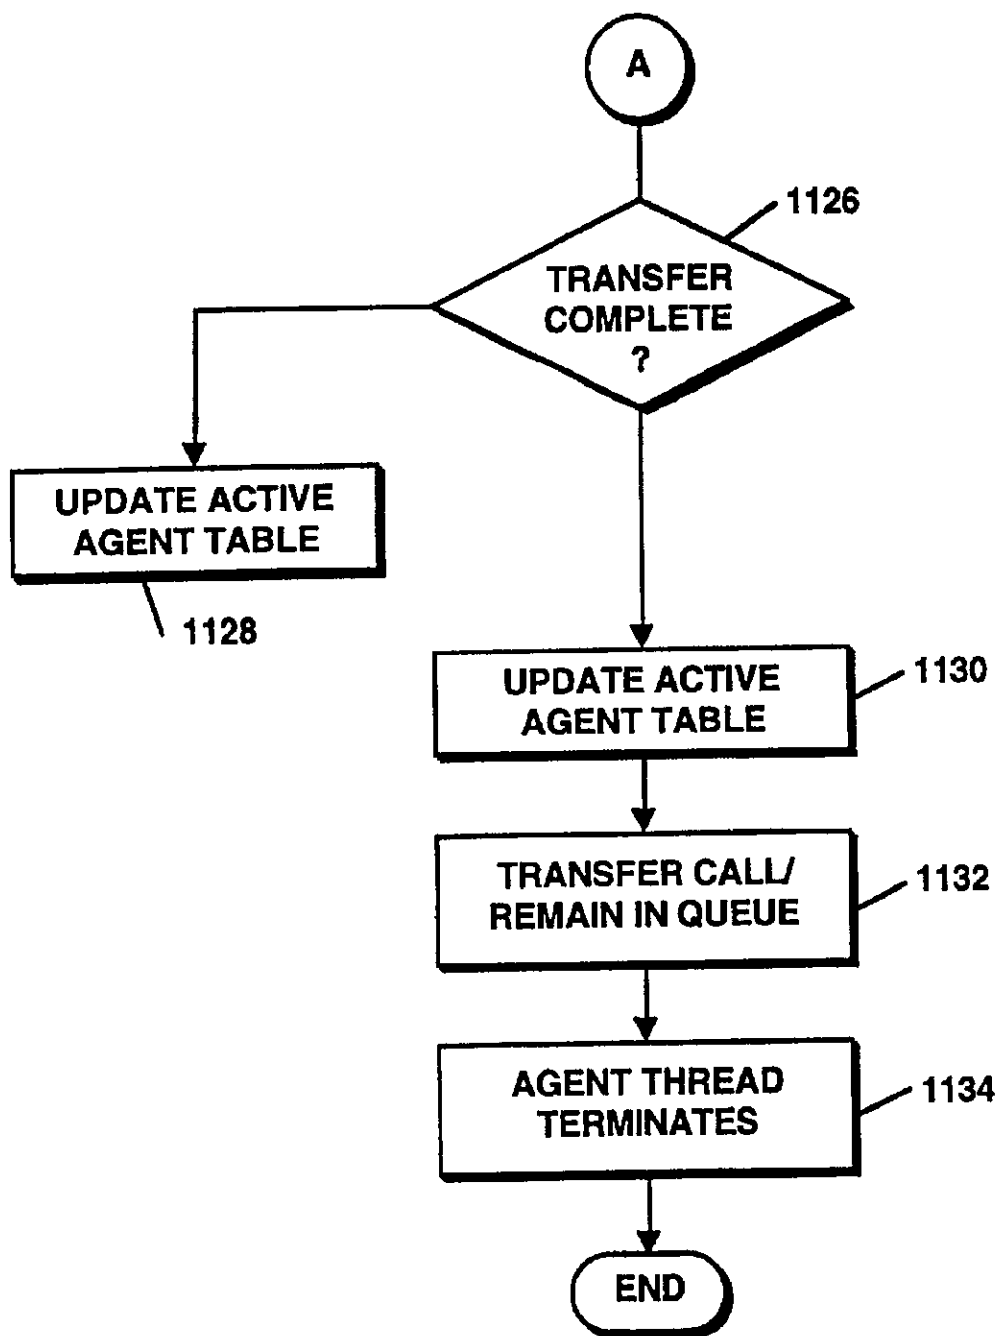 A
1126
TRANSFER
COMPLETE
?
UPDATE ACTIVE
AGENT TABLE
1128
UPDATE ACTIVE
AGENT TABLE
1130
TRANSFER CALL/
REMAIN IN QUEUE
1132
AGENT THREAD
TERMINATES
1134
END